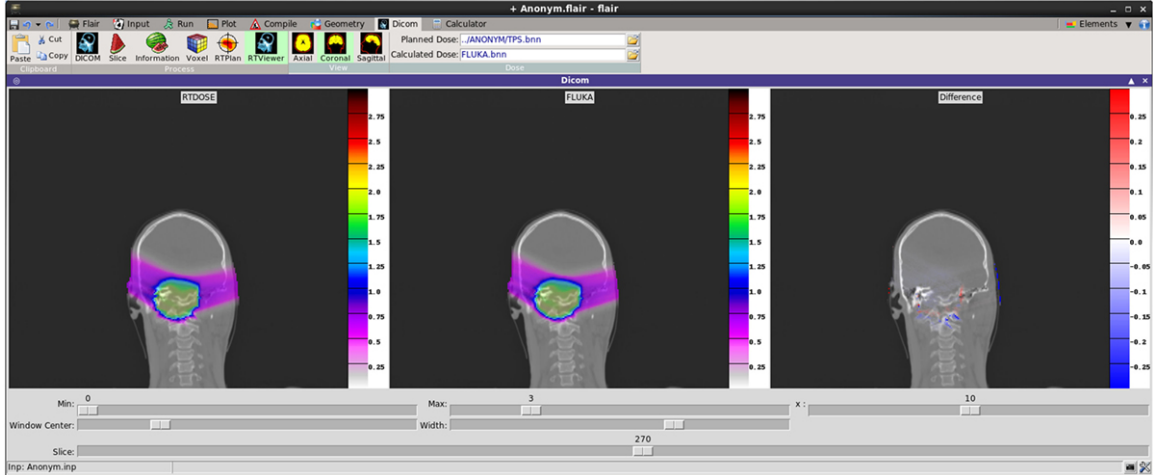 + Anonym.flair - flair
Flair Input Run Plot Compile Geometry Dicom Calculator Elements
Paste Cut Copy DICOM Slice Information Voxel RTPlan RTViewer Axial Coronal Sagittal
Planned Dose: ../ANONYM/TPS.bnn
Calculated Dose: FLUKA.bnn
Clipboard Process View Dose
Dicom
RTDOSE FLUKA Difference
2.75 2.75 0.25
2.5 2.5 0.2
2.25 2.25 0.15
2.0 2.0 0.1
1.75 1.75 0.05
1.5 1.5 0.0
1.25 1.25 -0.05
1.0 1.0 -0.1
0.75 0.75 -0.15
0.5 0.5 -0.2
0.25 0.25 -0.25
Min: 0 Max: 3 x : 10
Window Center: Width:
Slice: 270
Inp: Anonym.inp